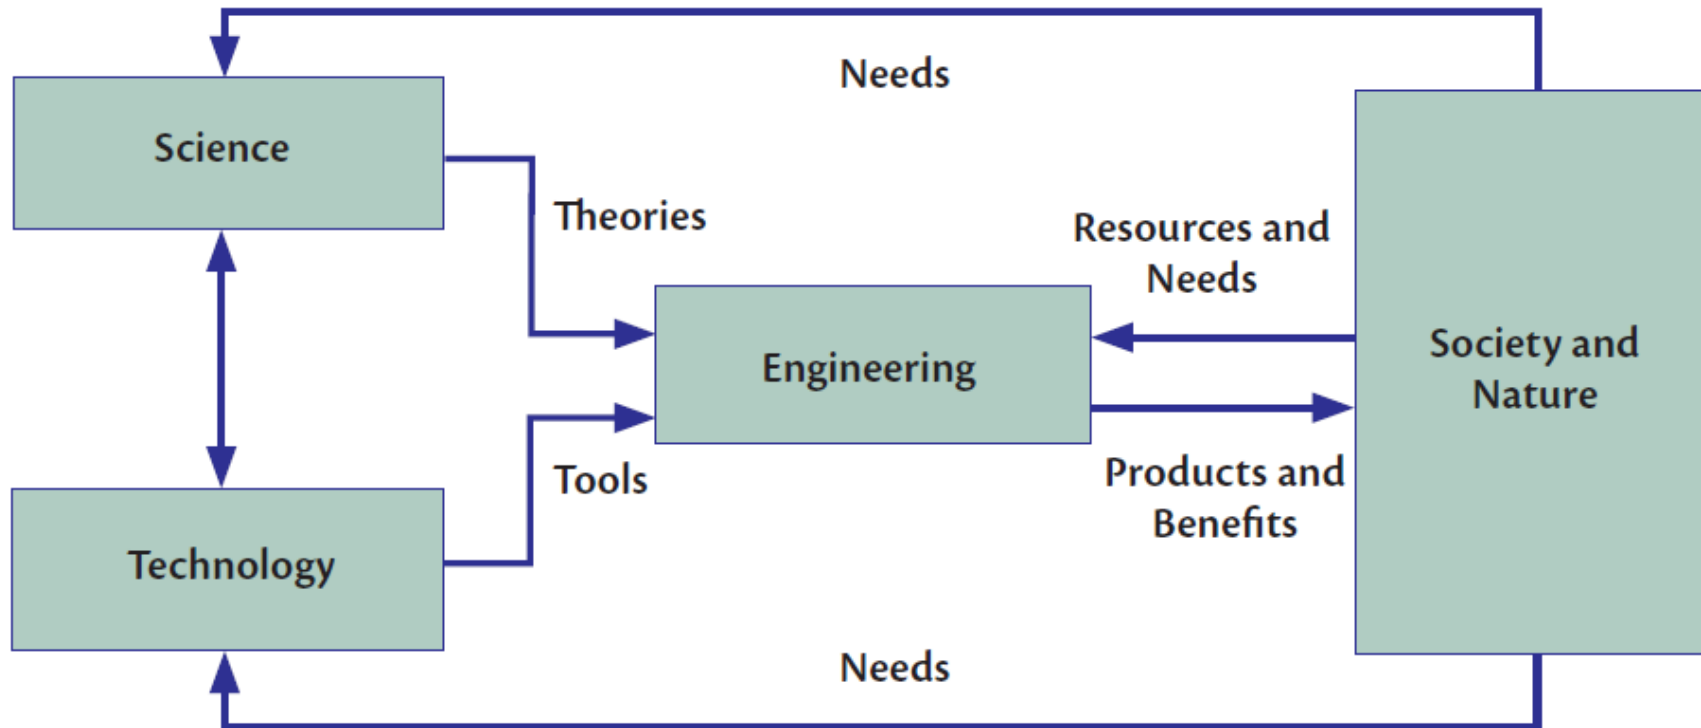 Needs
Science
Theories
Resources and
Needs
Engineering
Society and
Nature
Tools
Products and
Benefits
Technology
Needs